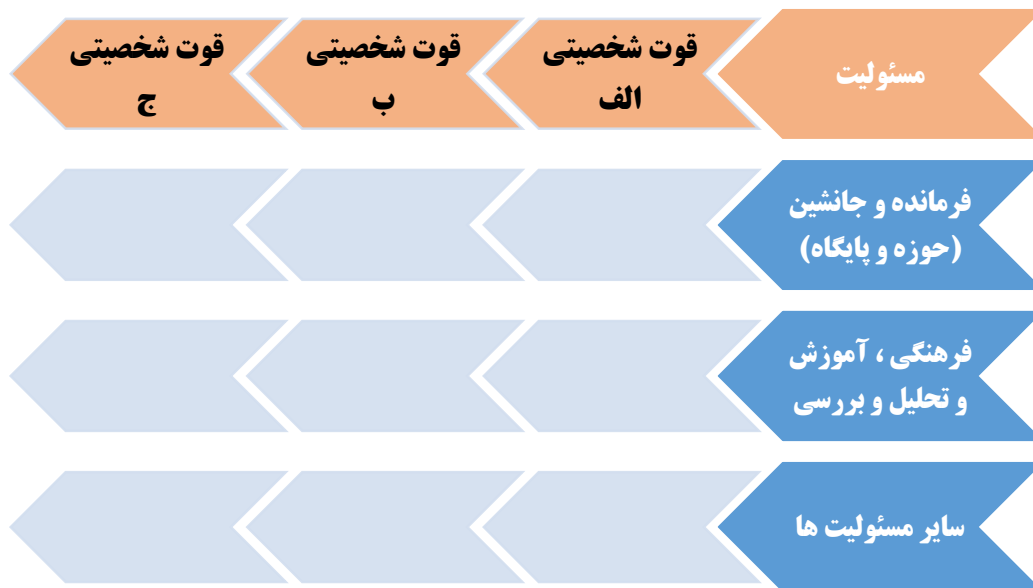 مسئولیت
قوت شخصیتی
الف
قوت شخصیتی
ب
قوت شخصیتی
ج
فرمانده و جانشین
(حوزه و پایگاه)
فرهنگی ، آموزش
و تحلیل و بررسی
سایر مسئولیت ها